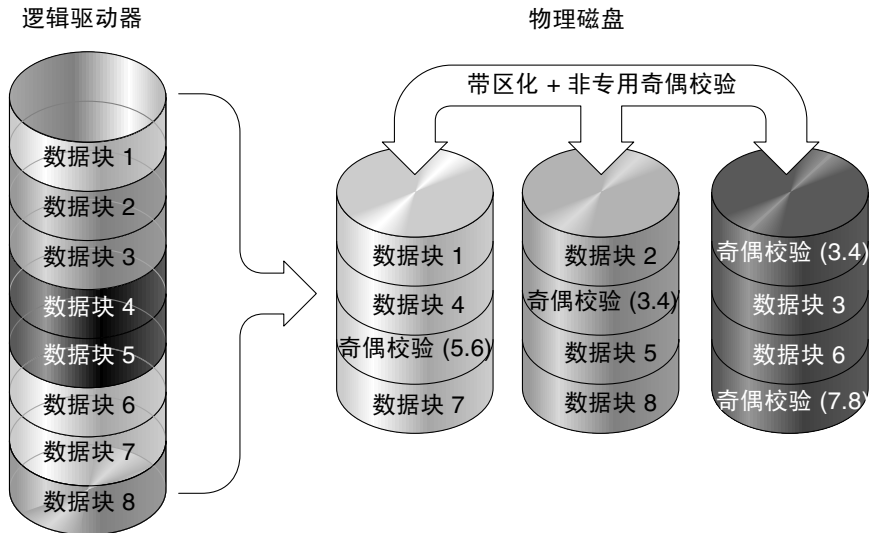 逻辑驱动器
物理磁盘
带区化 + 非专用奇偶校验
数据块 1
数据块 2
数据块 3
数据块 4
数据块 5
数据块 6
数据块 7
数据块 8
数据块 1
数据块 4
奇偶校验 (5.6)
数据块 7
数据块 2
奇偶校验 (3.4)
数据块 5
数据块 8
奇偶校验 (3.4)
数据块 3
数据块 6
奇偶校验 (7.8)